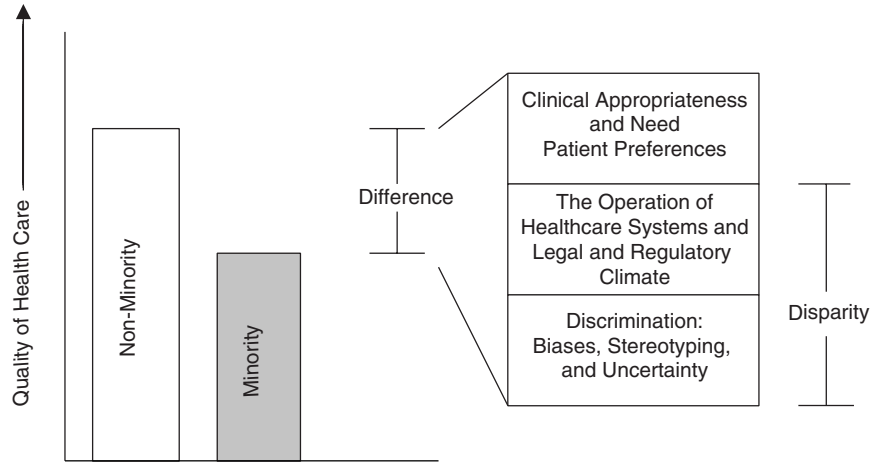 Quality of Health Care
Non-Minority
Minority
Difference
Clinical Appropriateness
and Need
Patient Preferences
The Operation of
Healthcare Systems and
Legal and Regulatory
Climate
Discrimination:
Biases, Stereotyping,
and Uncertainty
Disparity